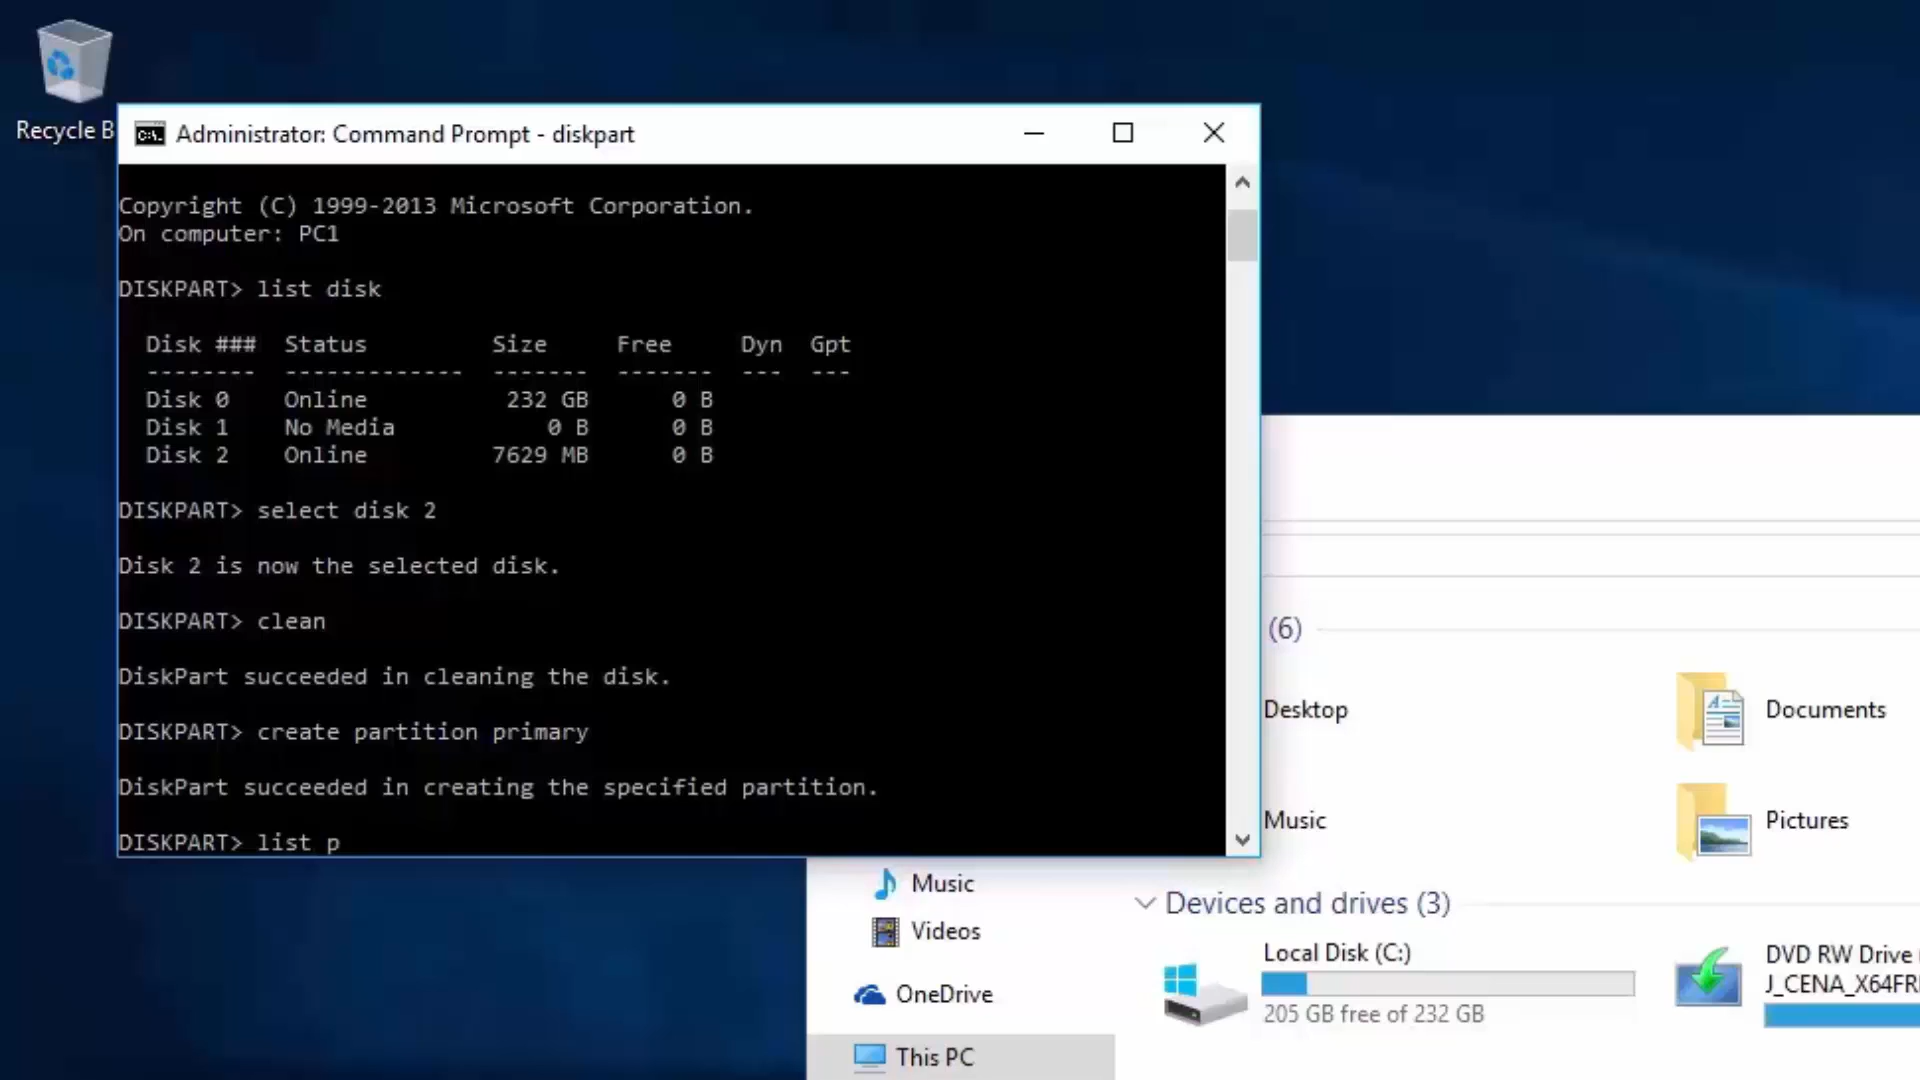 Recycle B
Administrator: Command Prompt - diskpart
Copyright (C) 1999-2013 Microsoft Corporation.
On computer: PC1
DISKPART> list disk
Disk ### Status Size Free Dyn Gpt
-------- ------------- ------- ------- --- ---
Disk 0 Online 232 GB 0 B
Disk 1 No Media 0 B 0 B
Disk 2 Online 7629 MB 0 B
DISKPART> select disk 2
Disk 2 is now the selected disk.
DISKPART> clean
DiskPart succeeded in cleaning the disk.
DISKPART> create partition primary
DiskPart succeeded in creating the specified partition.
DISKPART> list p
(6)
Desktop
Documents
Music
Pictures
Music
Videos
OneDrive
This PC
Devices and drives (3)
Local Disk (C:)
205 GB free of 232 GB
DVD RW Drive
J_CENA_X64FR